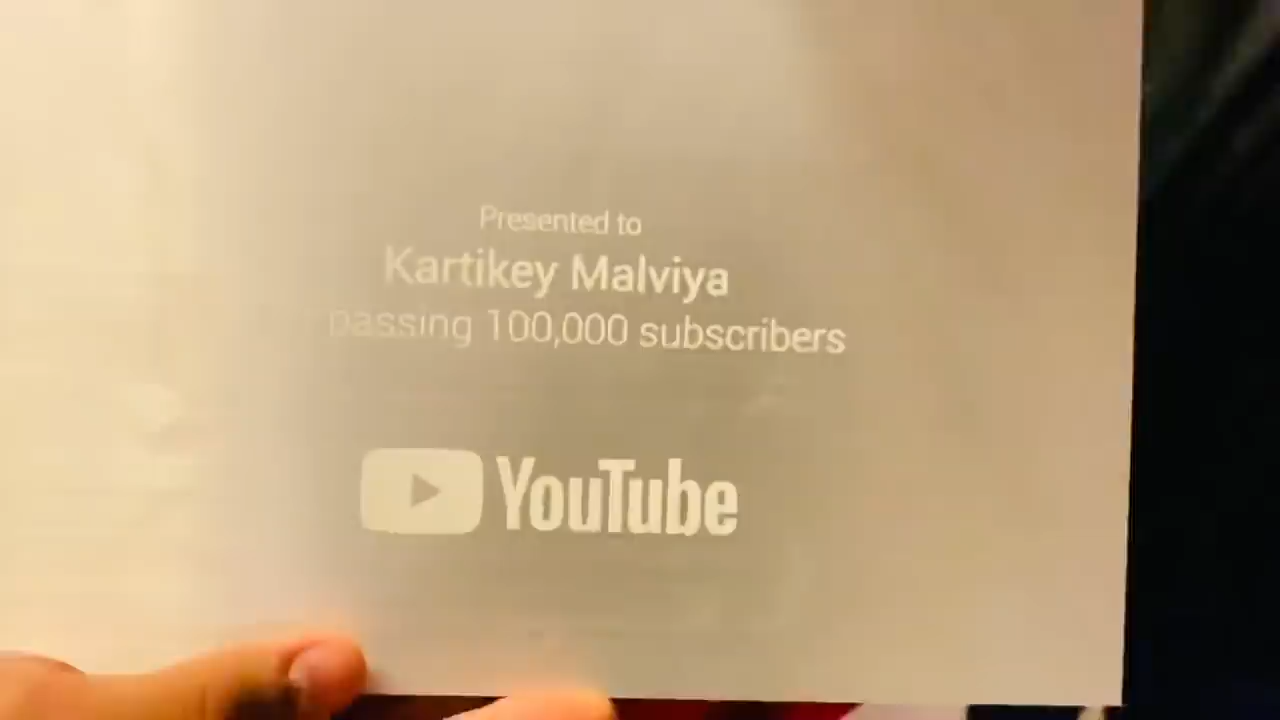 Presented to
Kartikey Malviya
passing 100,000 subscribers
YouTube